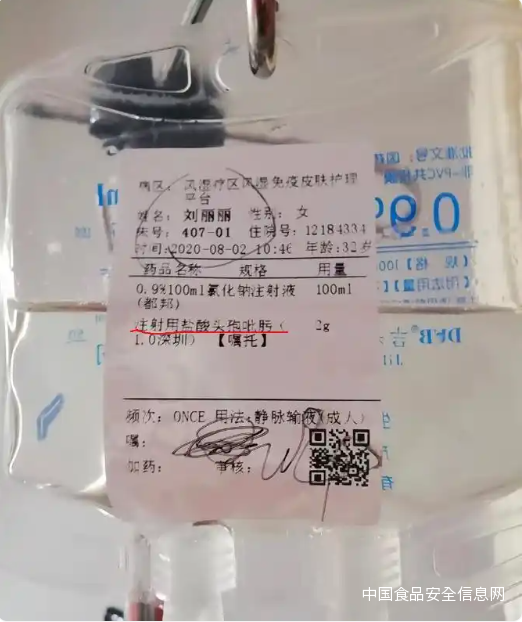 病区: 风湿疗区风湿免疫皮肤护理
平台
姓名: 刘丽丽 性别: 女
床号: 407-01 住院号: 12184334
时间:2020-08-02 10:46 年龄:32岁
药品名称 规格 用量
0.9%100ml氯化钠注射液 100ml
(都邦)
注射用盐酸头孢吡肟( 2g
1.0深圳) 【嘱托】
频次: ONCE 用法:静脉输液(成人)
嘱:
加药: 审核:
中国食品安全信息网